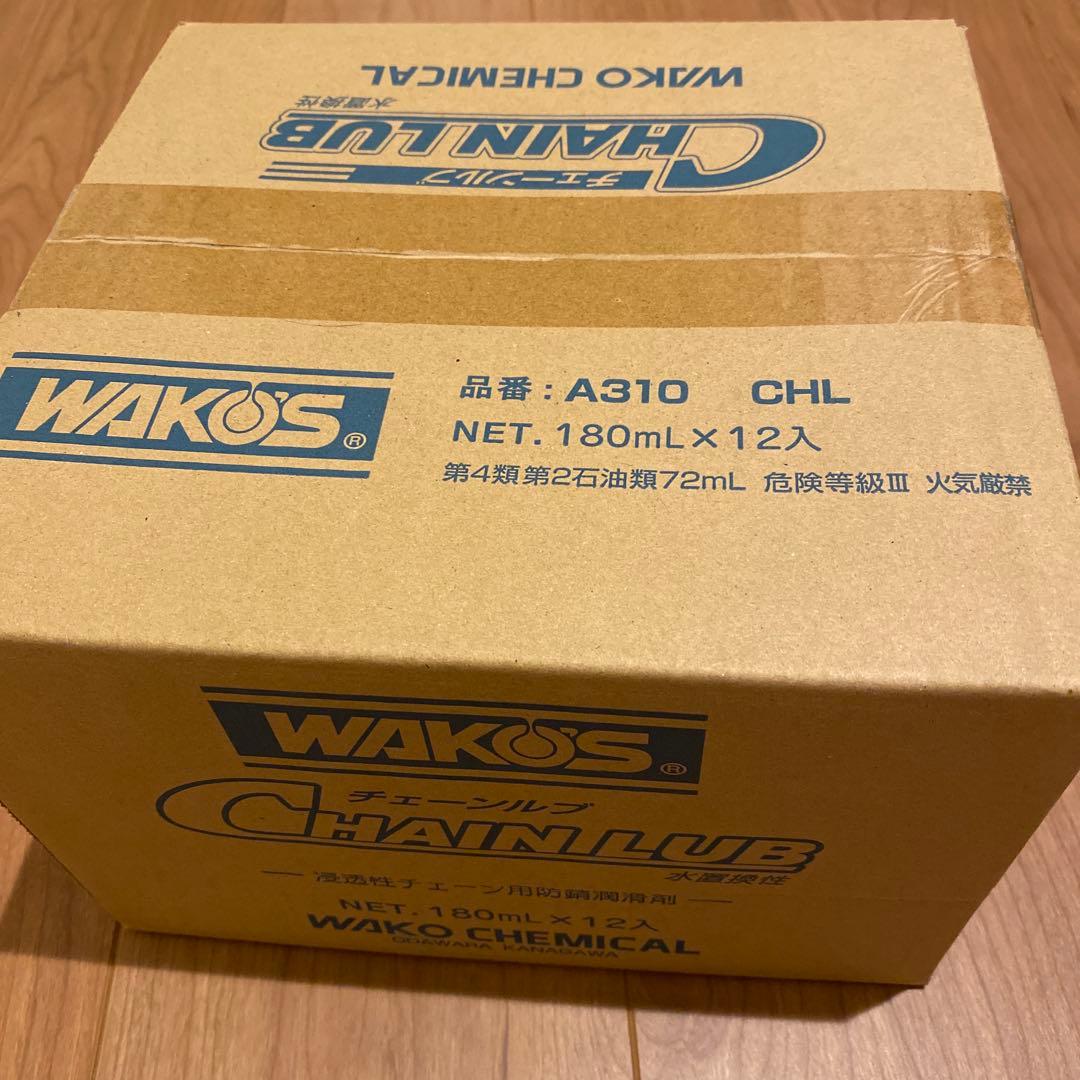 WAKO CHEMICAL
水置換性
CHAIN LUB
チェーンルブ
WAKO'S ®
品番：A310 CHL
NET. 180mL×12入
第4類第2石油類72mL 危険等級Ⅲ 火気厳禁
WAKO'S ®
チェーンルブ
CHAIN LUB
水置換性
― 浸透性チェーン用防錆潤滑剤 ―
NET. 180mL×12入
WAKO CHEMICAL
ODAWARA KANAGAWA